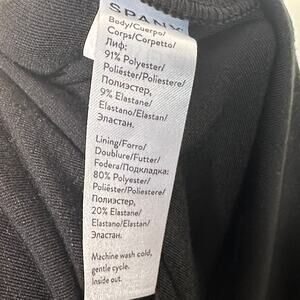 SPANX
Body/Cuerpo/
Corps/Corpetto/
Лиф:
91% Polyester/
Poliéster/Poliestere/
Полиэстер,
9% Elastane/
Elastano/Elastan/
Эластан.
Lining/Forro/
Doublure/Futter/
Fodera/Подкладка:
80% Polyester/
Poliéster/Poliestere/
Полиэстер,
20% Elastane/
Elastano/Elastan/
Эластан.
Machine wash cold,
gentle cycle.
Inside out.